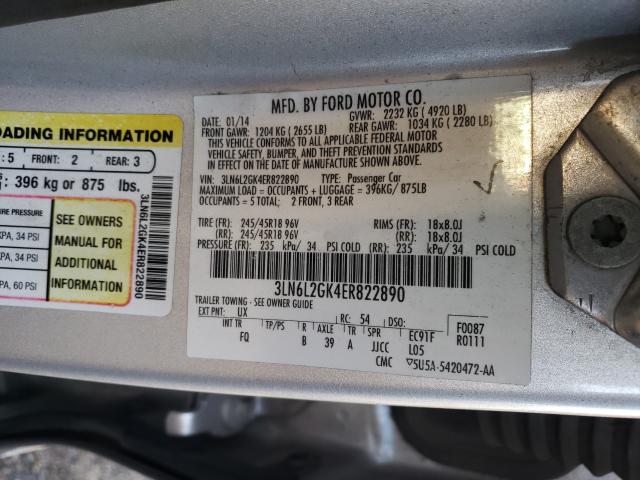 OADING INFORMATION
: 5 FRONT: 2 REAR: 3
: 396 kg or 875 lbs.
RE PRESSURE
KPA, 34 PSI
KPA, 34 PSI
KPA, 60 PSI
SEE OWNERS
MANUAL FOR
ADDITIONAL
INFORMATION
3LN6L2GK4ER822890
MFD. BY FORD MOTOR CO.
DATE: 01/14 GVWR: 2232 KG ( 4920 LB)
FRONT GAWR: 1204 KG ( 2655 LB) REAR GAWR: 1034 KG ( 2280 LB)
THIS VEHICLE CONFORMS TO ALL APPLICABLE FEDERAL MOTOR
VEHICLE SAFETY, BUMPER, AND THEFT PREVENTION STANDARDS
IN EFFECT ON THE DATE OF MANUFACTURE SHOWN ABOVE.
VIN: 3LN6L2GK4ER822890 TYPE: Passenger Car
MAXIMUM LOAD = OCCUPANTS + LUGGAGE = 396KG/875LB
OCCUPANTS = 5 TOTAL: 2 FRONT, 3 REAR
TIRE (FR): 245/45R18 96V RIMS (FR): 18x8.0J
(RR): 245/45R18 96V (RR): 18x8.0J
PRESSURE (FR): 235 kPa/ 34 PSI COLD (RR): 235 kPa/ 34 PSI COLD
3LN6L2GK4ER822890
TRAILER TOWING - SEE OWNER GUIDE
EXT PNT: UX RC: 54 DSO: F0087
INT TR TP/PS R AXLE TR SPR EC91F R0111
FQ B 39 A JJCC L05
CMC SU5A-5420472-AA